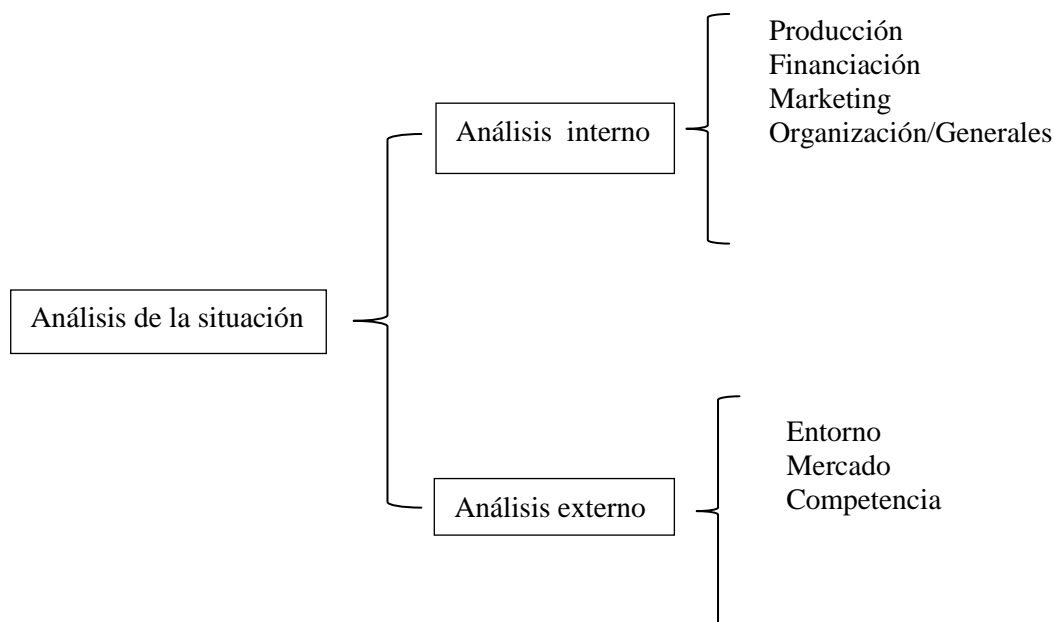 Producción
Financiación
Marketing
Organización/Generales
Análisis interno
Análisis de la situación
Entorno
Mercado
Competencia
Análisis externo